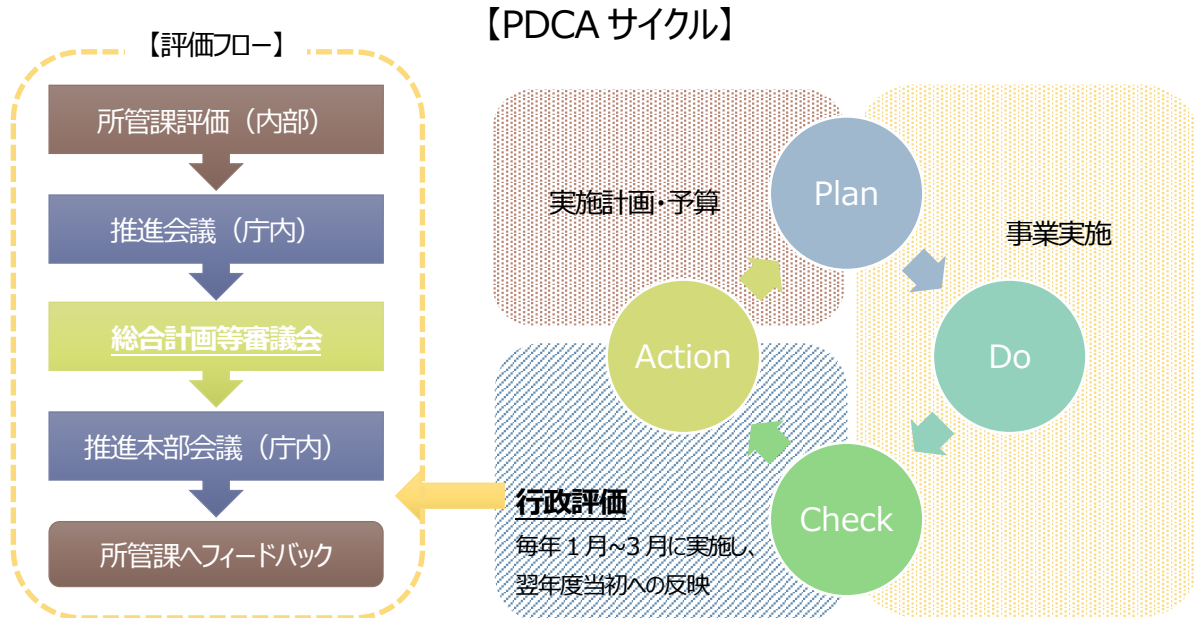 【PDCA サイクル】
【評価フロー】
所管課評価（内部）
推進会議（庁内）
総合計画等審議会
推進本部会議（庁内）
所管課へフィードバック
実施計画・予算
Plan
事業実施
Action
Do
行政評価
毎年 1 月~3 月に実施し、
翌年度当初への反映
Check